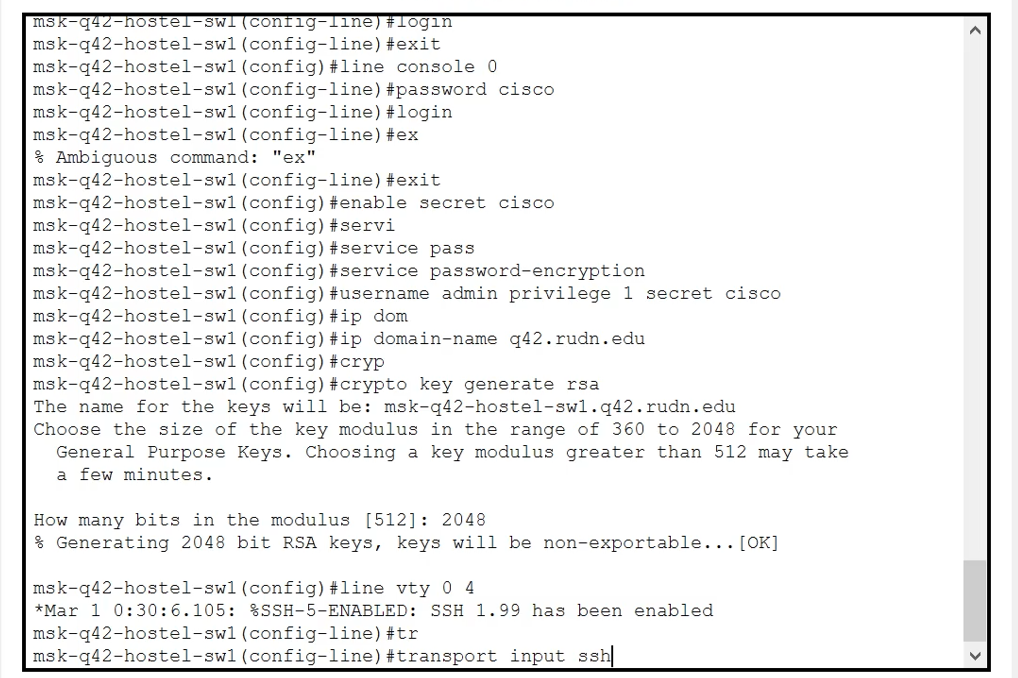 msk-q42-hostel-sw1(config-line)#login
msk-q42-hostel-sw1(config-line)#exit
msk-q42-hostel-sw1(config)#line console 0
msk-q42-hostel-sw1(config-line)#password cisco
msk-q42-hostel-sw1(config-line)#login
msk-q42-hostel-sw1(config-line)#ex
% Ambiguous command: "ex"
msk-q42-hostel-sw1(config-line)#exit
msk-q42-hostel-sw1(config)#enable secret cisco
msk-q42-hostel-sw1(config)#servi
msk-q42-hostel-sw1(config)#service pass
msk-q42-hostel-sw1(config)#service password-encryption
msk-q42-hostel-sw1(config)#username admin privilege 1 secret cisco
msk-q42-hostel-sw1(config)#ip dom
msk-q42-hostel-sw1(config)#ip domain-name q42.rudn.edu
msk-q42-hostel-sw1(config)#cryp
msk-q42-hostel-sw1(config)#crypto key generate rsa
The name for the keys will be: msk-q42-hostel-sw1.q42.rudn.edu
Choose the size of the key modulus in the range of 360 to 2048 for your
General Purpose Keys. Choosing a key modulus greater than 512 may take
a few minutes.
How many bits in the modulus [512]: 2048
% Generating 2048 bit RSA keys, keys will be non-exportable...[OK]
msk-q42-hostel-sw1(config)#line vty 0 4
*Mar 1 0:30:6.105: %SSH-5-ENABLED: SSH 1.99 has been enabled
msk-q42-hostel-sw1(config-line)#tr
msk-q42-hostel-sw1(config-line)#transport input ssh